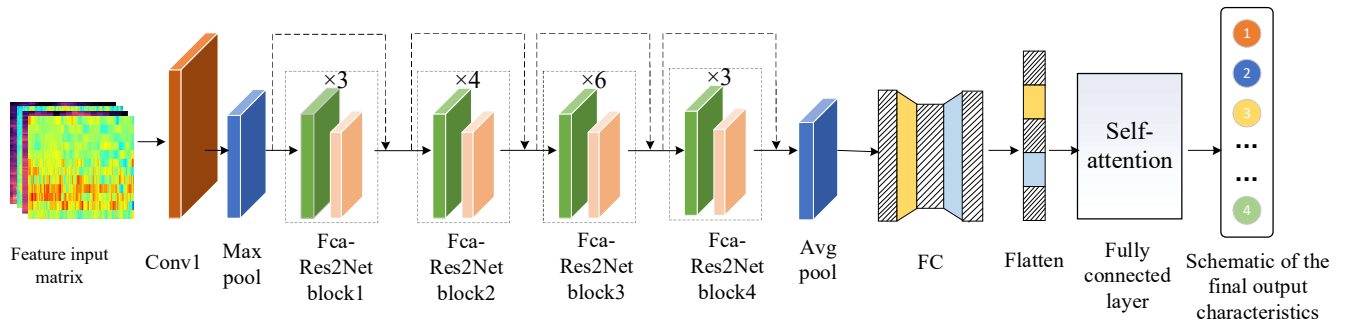 ×3
×4
×6
×3
Self-
attention
1
2
3
...
...
4
Feature input
matrix
Conv1
Max
pool
Fca-
Res2Net
block1
Fca-
Res2Net
block2
Fca-
Res2Net
block3
Fca-
Res2Net
block4
Avg
pool
FC
Flatten
Fully
connected
layer
Schematic of the
final output
characteristics